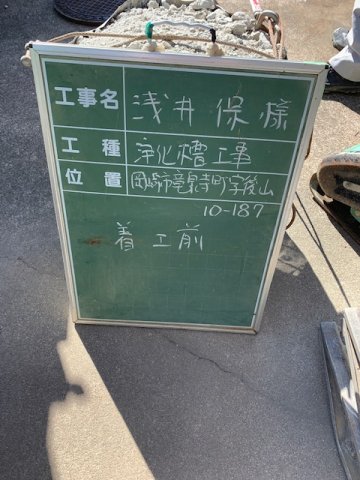 工事名 浅井 保 様
工種 浄化槽工事
位置 岡崎市竜泉寺町字後山
10-187
着工前